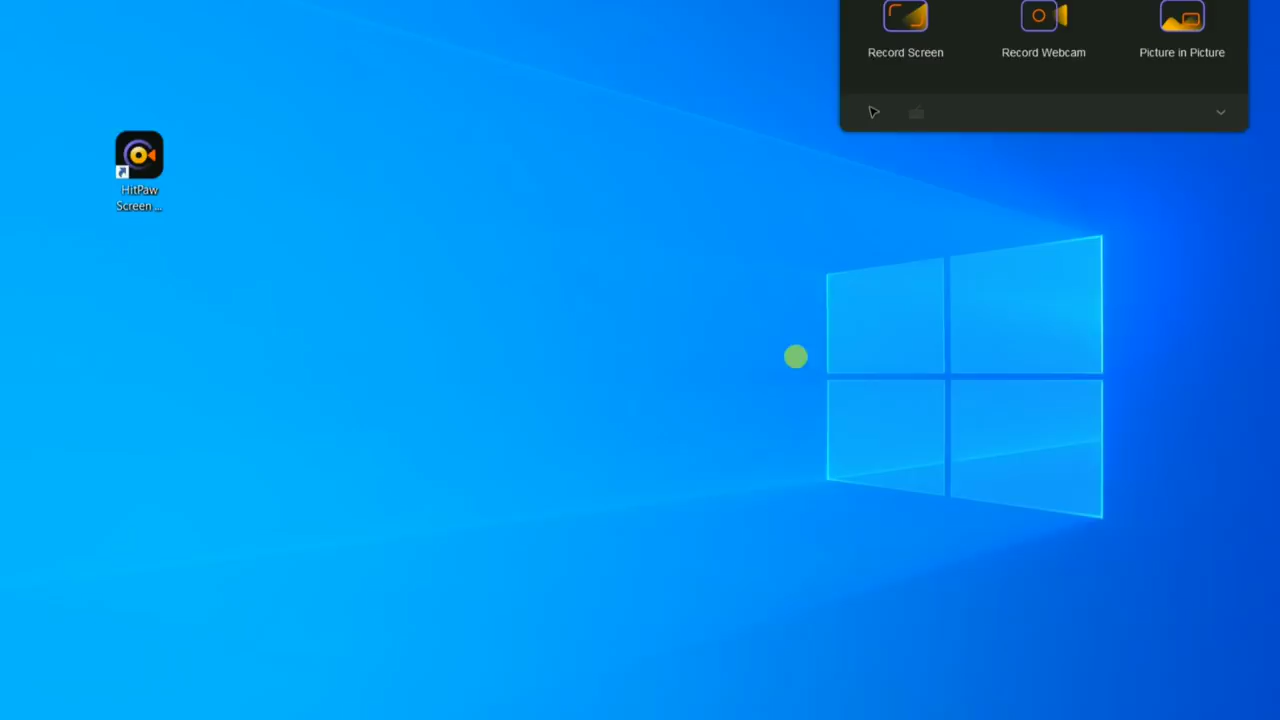 Record Screen
Record Webcam
Picture in Picture
HitPaw
Screen ...